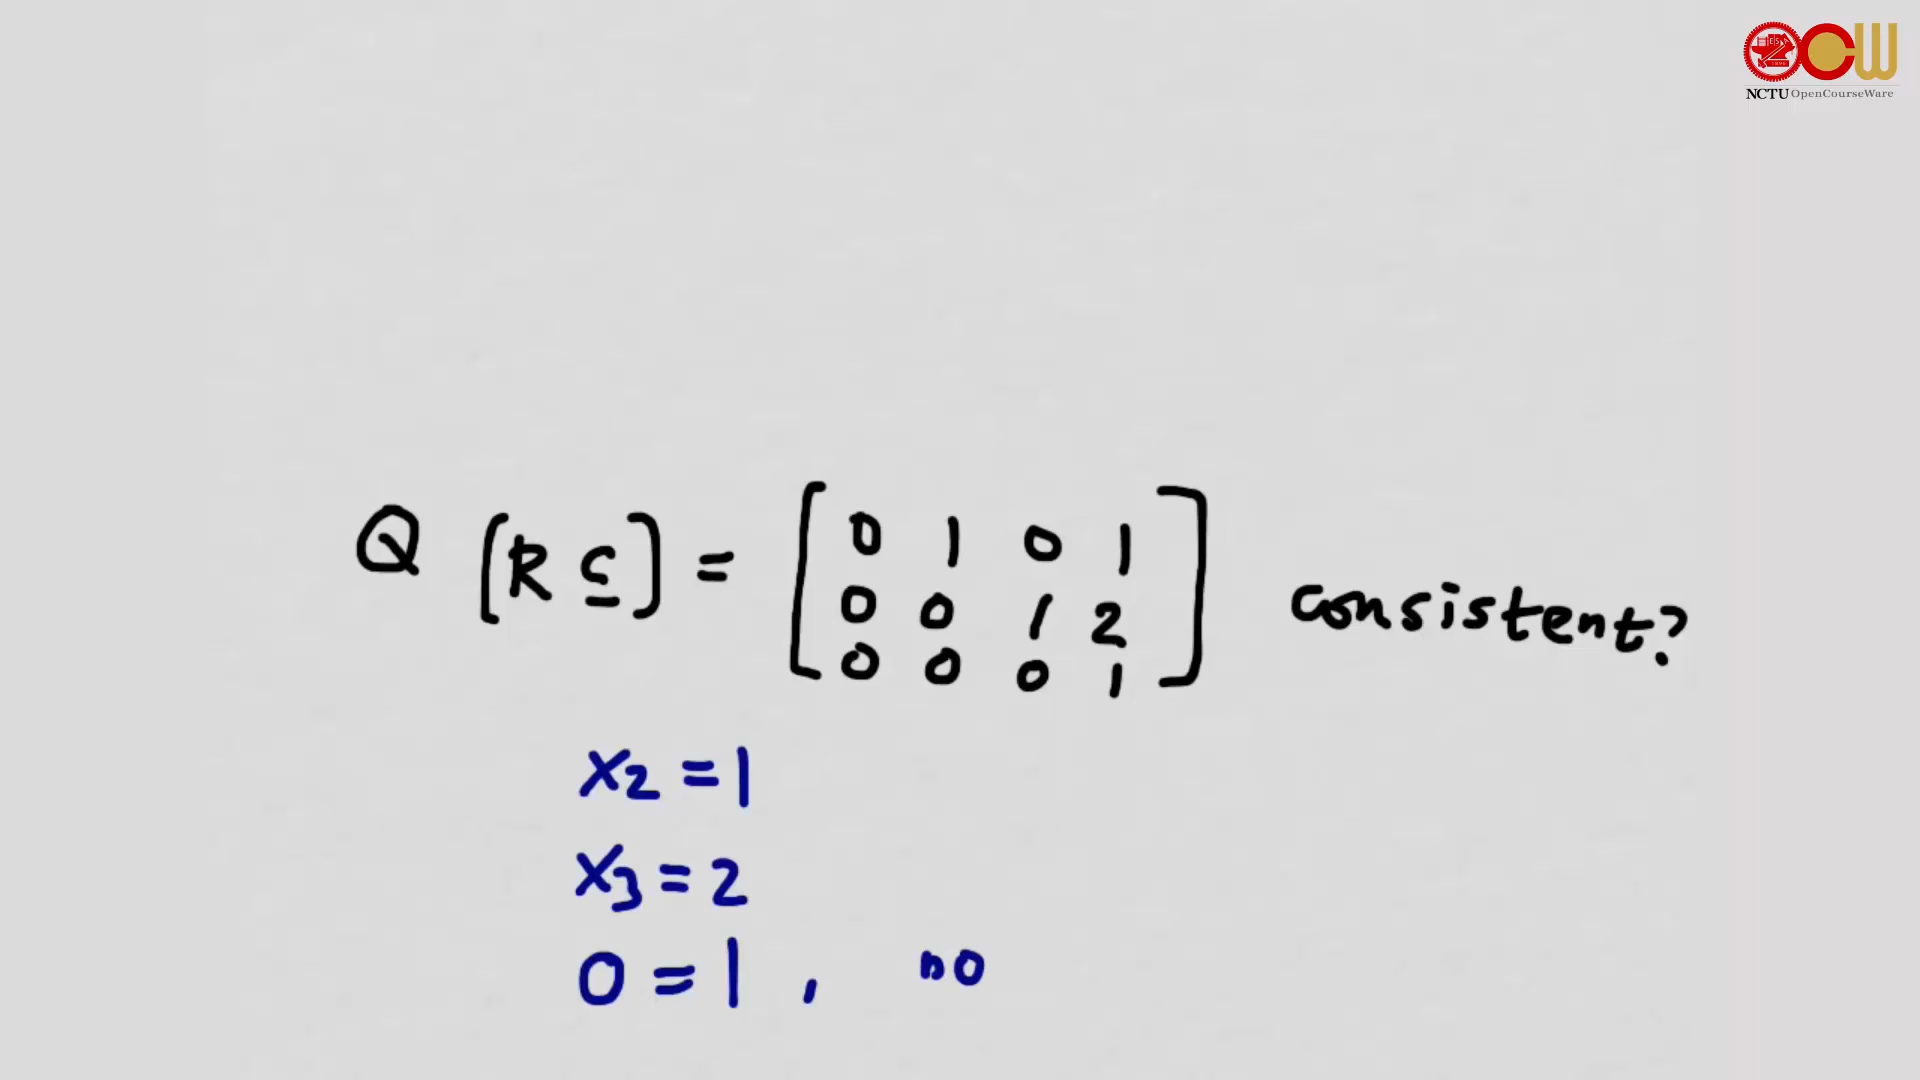 OCW
NCTU OpenCourseWare
Q [R c] = [0 1 0 1
0 0 1 2
0 0 0 1] consistent?
x2 = 1
x3 = 2
0 = 1 , no